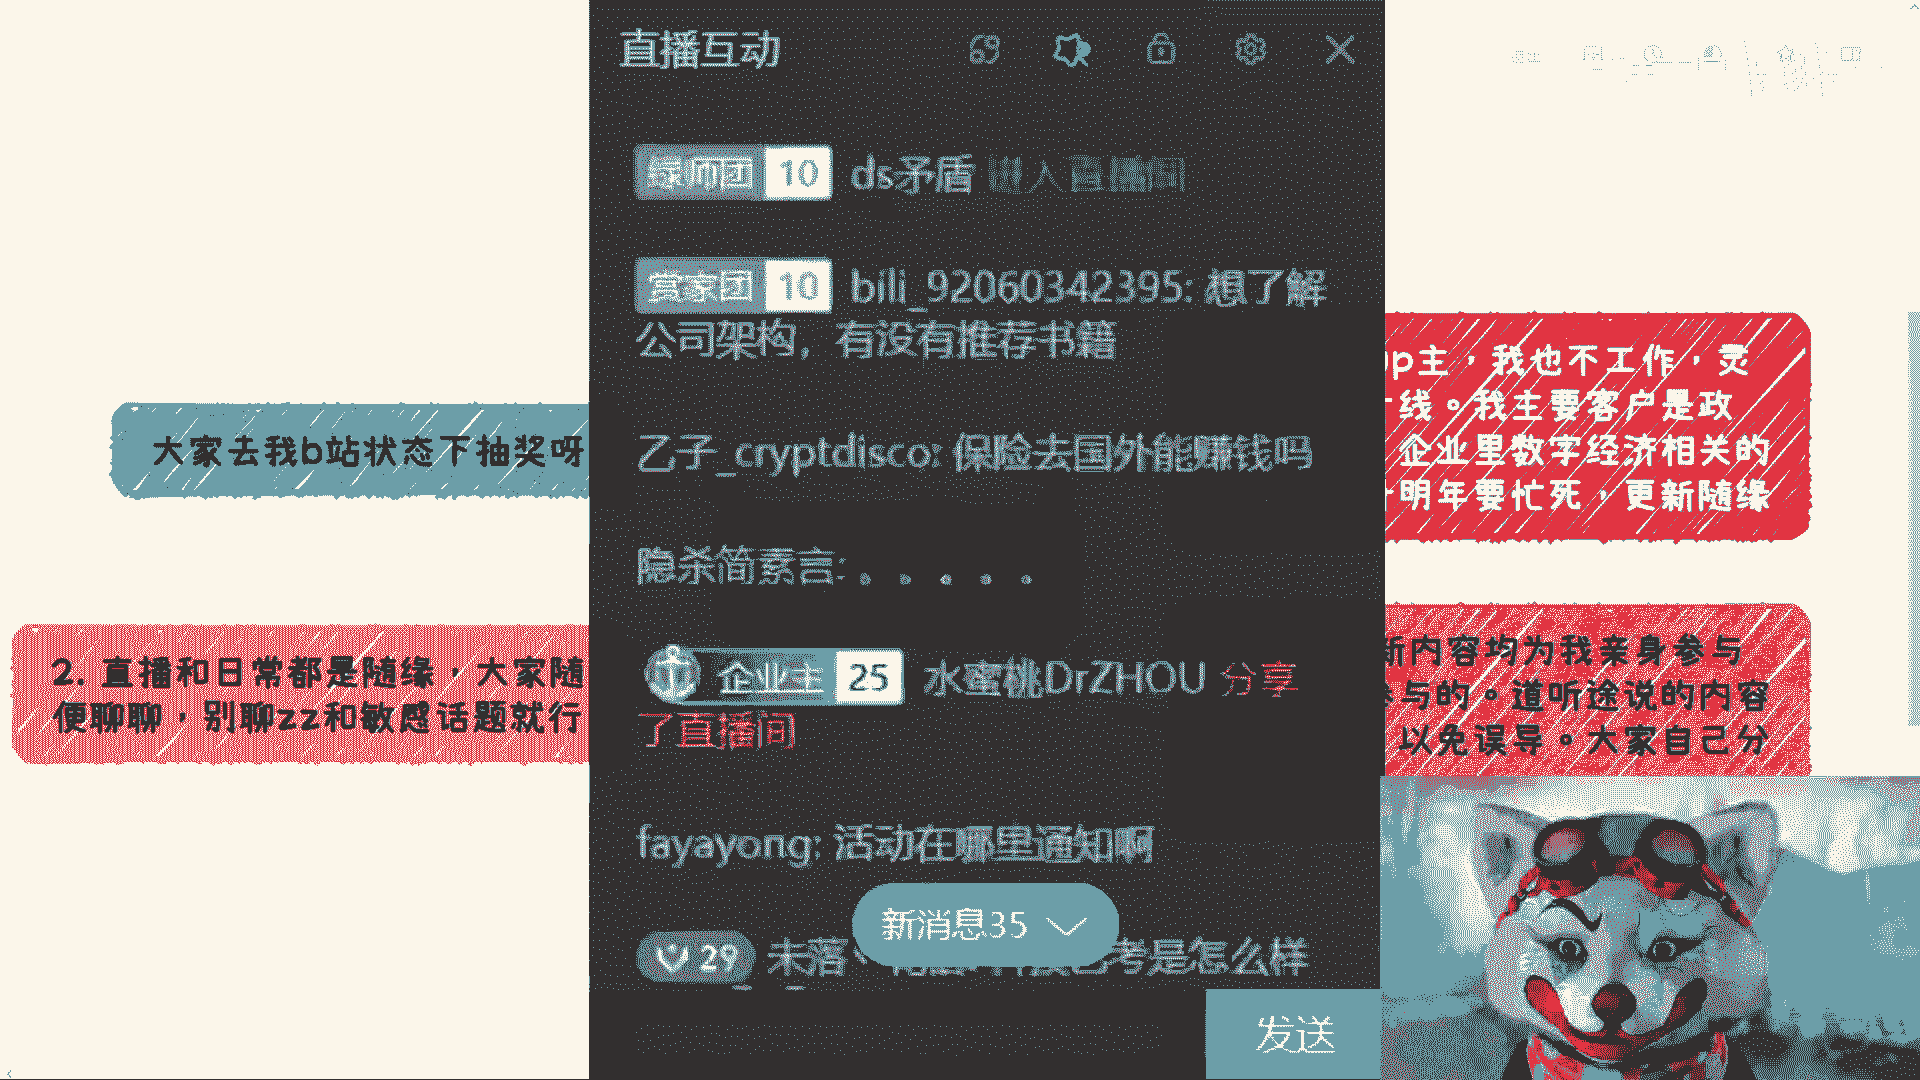 直播互动
10 ds矛盾 进入直播间
赏家团 10 bili_92060342395: 想了解
公司架构，有没有推荐书籍
乙子_cryptdisco: 保险去国外能赚钱吗
隐杀简素言: 。。。。。
企业主 25 水蜜桃DrZHOU 分享
了直播间
fayayong: 活动在哪里通知啊
新消息35
29 未落 考是怎么样
发送
大家去我b站状态下抽奖呀
2. 直播和日常都是随缘，大家随
便聊聊，别聊zz和敏感话题就行
p主，我也不工作，灵
线。我主要客户是政
企业里数字经济相关的
明年要忙死，更新随缘
新内容均为我亲身参与
参与的。道听途说的内容
以免误导。大家自己分